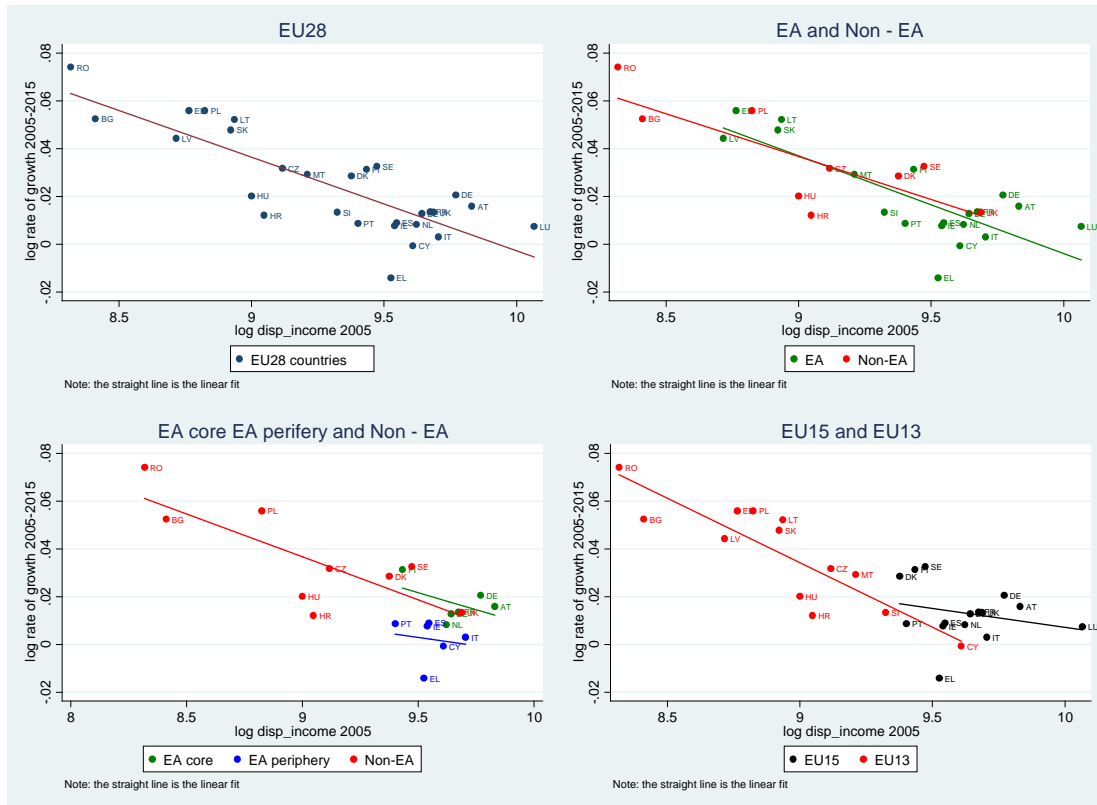 EU28
log rate of growth 2005-2015
.08
.06
.04
.02
0
-.02
RO
BG
PL
LT
SK
LV
CZ
MT
HU
HR
DK
SE
SI
PT
ES
IE
NL
CY
IT
EL
DE
AT
LU
UK
8.5 9 9.5 10
log disp_income 2005
EU28 countries
Note: the straight line is the linear fit
EA and Non - EA
log rate of growth 2005-2015
.08
.06
.04
.02
0
-.02
RO
BG
PL
LT
SK
LV
CZ
MT
HU
HR
DK
SE
SI
PT
ES
IE
NL
CY
IT
EL
DE
AT
LU
UK
8.5 9 9.5 10
log disp_income 2005
EA Non-EA
Note: the straight line is the linear fit
EA core EA perifery and Non - EA
log rate of growth 2005-2015
.08
.06
.04
.02
0
-.02
RO
BG
PL
CZ
HU
HR
DK
SE
DE
AT
NL
PT
ES
IE
IT
CY
EL
8 8.5 9 9.5 10
log disp_income 2005
EA core EA periphery Non-EA
Note: the straight line is the linear fit
EU15 and EU13
log rate of growth 2005-2015
.08
.06
.04
.02
0
-.02
RO
BG
PL
LT
SK
LV
CZ
MT
HU
HR
DK
SE
SI
PT
ES
IE
NL
CY
IT
EL
DE
AT
LU
UK
8.5 9 9.5 10
log disp_income 2005
EU15 EU13
Note: the straight line is the linear fit